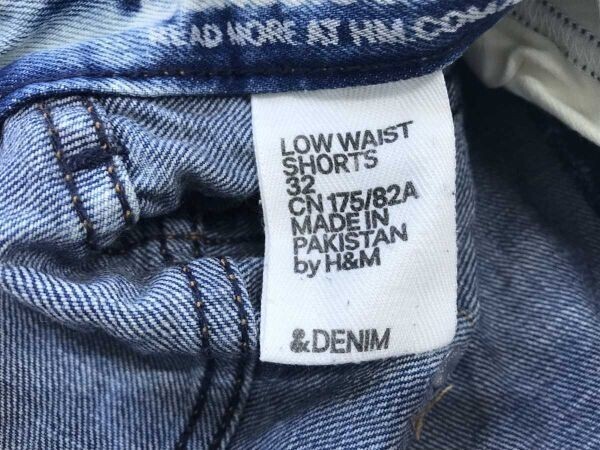 READ MORE AT HM.COM
LOW WAIST
SHORTS
32
CN 175/82A
MADE IN
PAKISTAN
by H&M
&DENIM